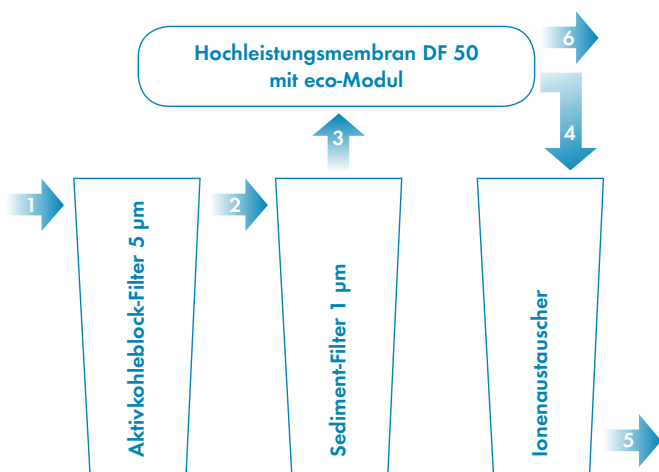 Hochleistungsmembran DF 50
mit eco-Modul
6
3
4
1
Aktivkohleblock-Filter 5 µm
2
Sediment-Filter 1 µm
Ionenaustauscher
5